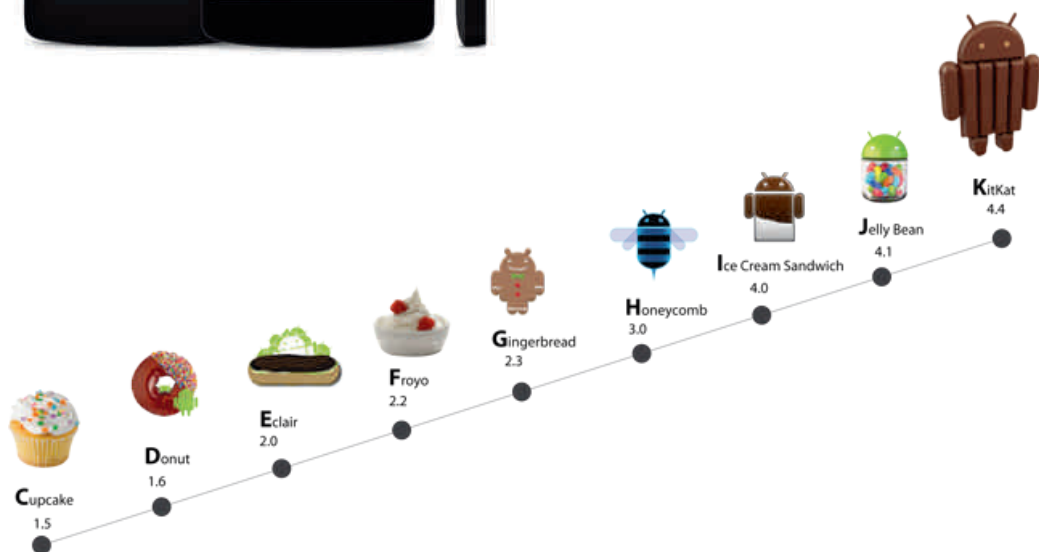 Cupcake
1.5
Donut
1.6
Eclair
2.0
Froyo
2.2
Gingerbread
2.3
Honeycomb
3.0
Ice Cream Sandwich
4.0
Jelly Bean
4.1
KitKat
4.4